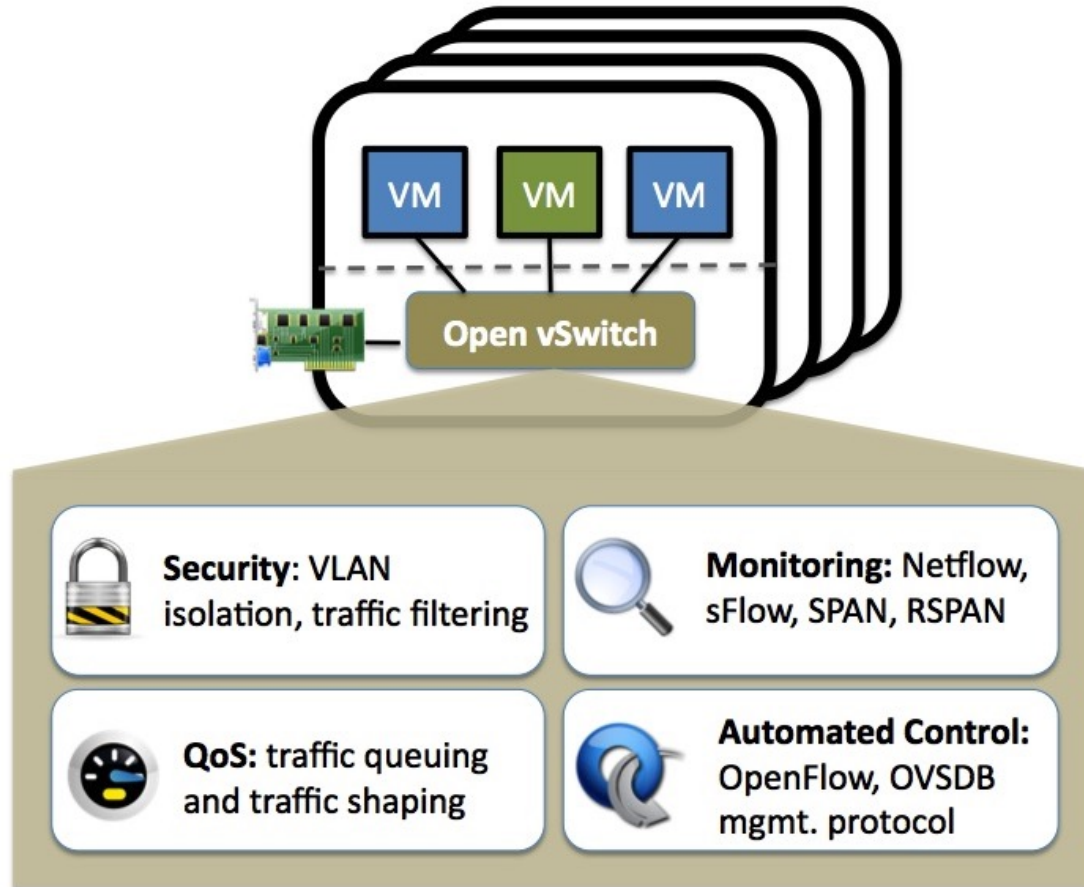 VM VM VM
Open vSwitch
Security: VLAN
isolation, traffic filtering
Monitoring: Netflow,
sFlow, SPAN, RSPAN
QoS: traffic queuing
and traffic shaping
Automated Control:
OpenFlow, OVSDB
mgmt. protocol